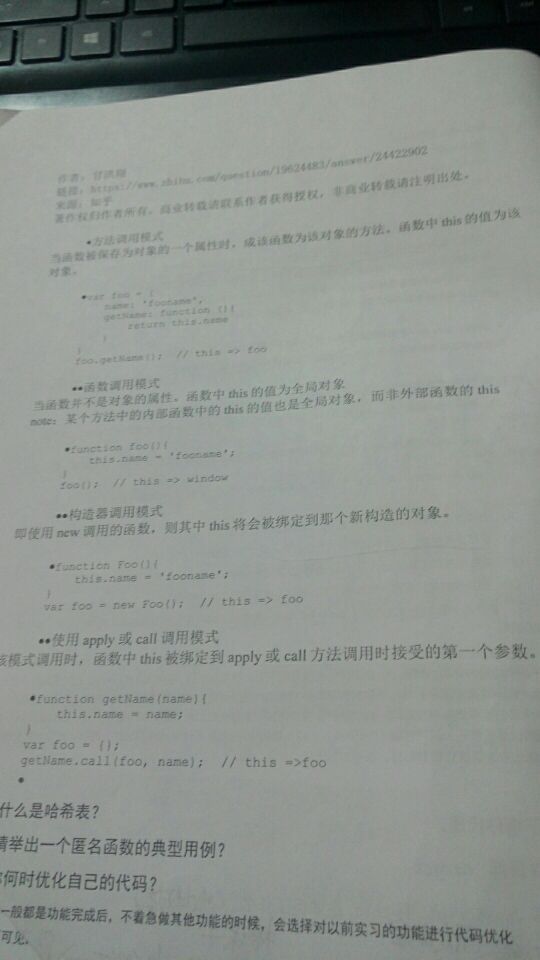 作者：甘洪翔
链接：https://www.zhihu.com/question/19624483/answer/24422902
来源：知乎
著作权归作者所有。商业转载请联系作者获得授权，非商业转载请注明出处。
•方法调用模式
当函数被保存为对象的一个属性时，成该函数为该对象的方法。函数中 this 的值为该
对象。
•var foo = {
name: 'fooname',
getName: function (){
return this.name
}
}
foo.getName(); // this => foo
••函数调用模式
当函数并不是对象的属性。函数中 this 的值为全局对象
note：某个方法中的内部函数中的 this 的值也是全局对象，而非外部函数的 this
•function foo(){
this.name = 'fooname';
}
foo(); // this => window
••构造器调用模式
即使用 new 调用的函数，则其中 this 将会被绑定到那个新构造的对象。
•function Foo(){
this.name = 'fooname';
}
var foo = new Foo(); // this => foo
••使用 apply 或 call 调用模式
该模式调用时，函数中 this 被绑定到 apply 或 call 方法调用时接受的第一个参数。
•function getName(name){
this.name = name;
}
var foo = {};
getName.call(foo, name); // this =>foo
•
什么是哈希表？
请举出一个匿名函数的典型用例？
你何时优化自己的代码？
一般都是功能完成后，不着急做其他功能的时候，会选择对以前实习的功能进行代码优化
可见，